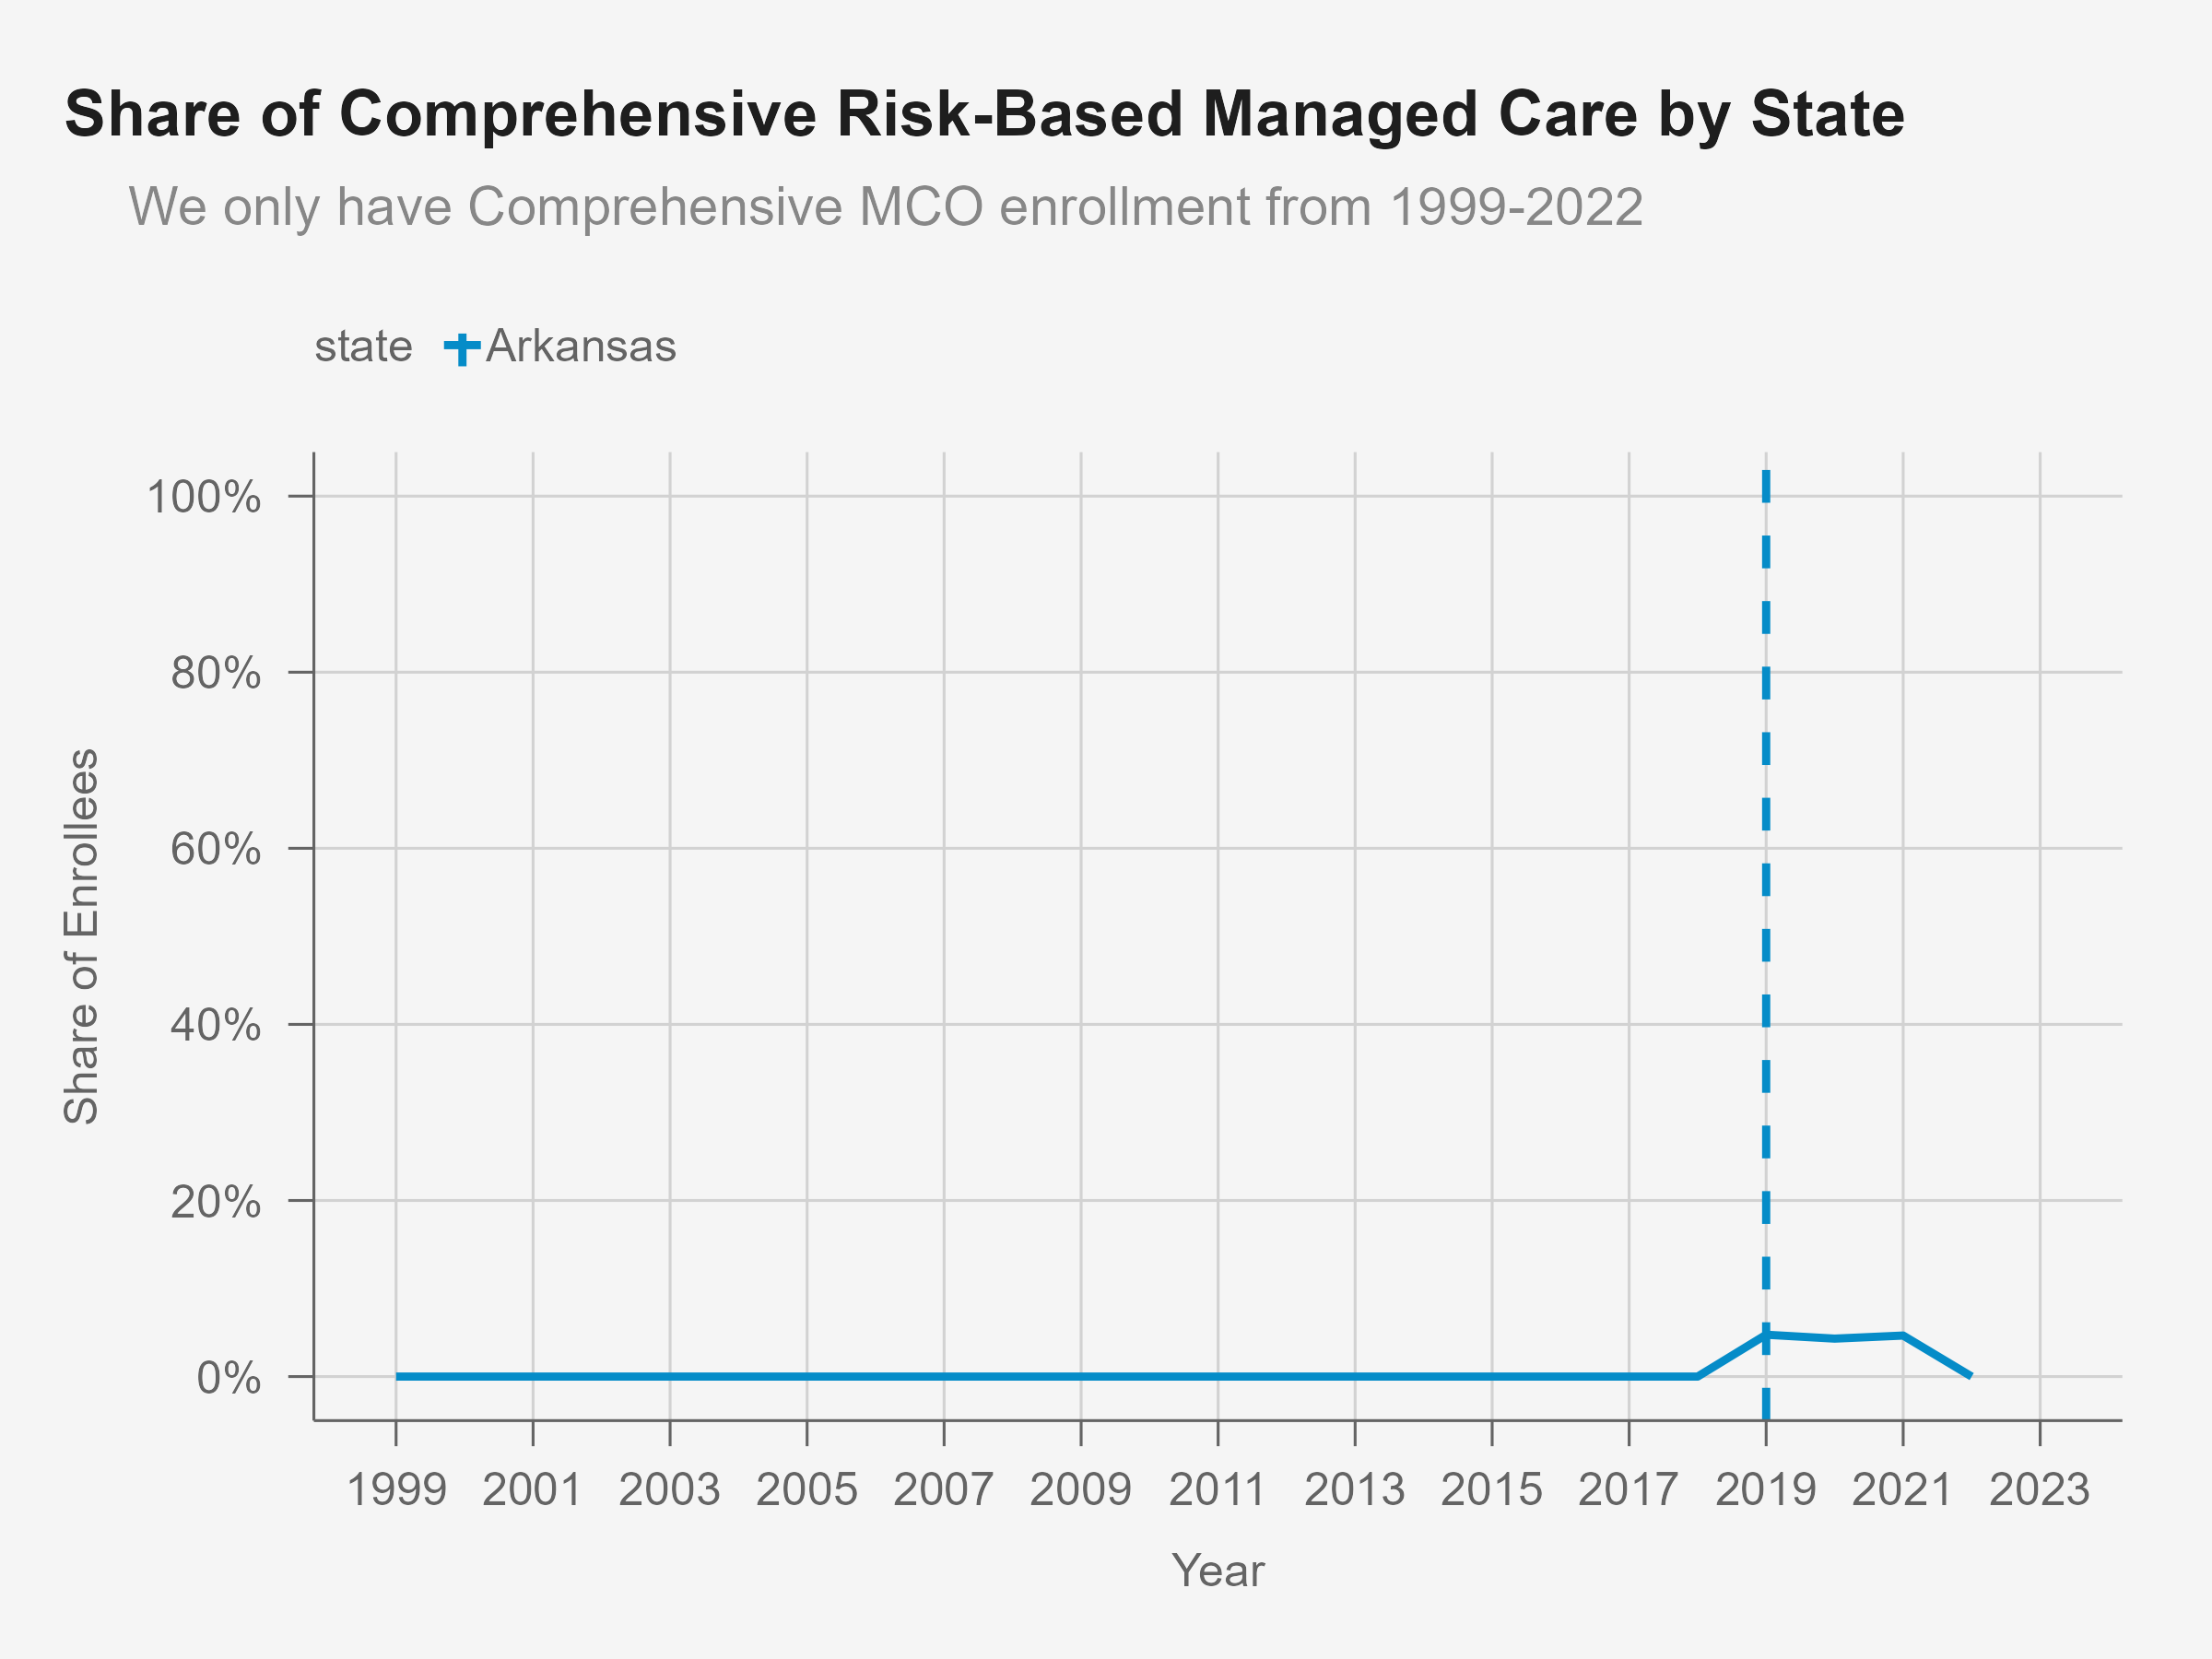 Share of Comprehensive Risk-Based Managed Care by State
We only have Comprehensive MCO enrollment from 1999-2022
state Arkansas
100%
80%
60%
40%
20%
0%
Share of Enrollees
1999 2001 2003 2005 2007 2009 2011 2013 2015 2017 2019 2021 2023
Year